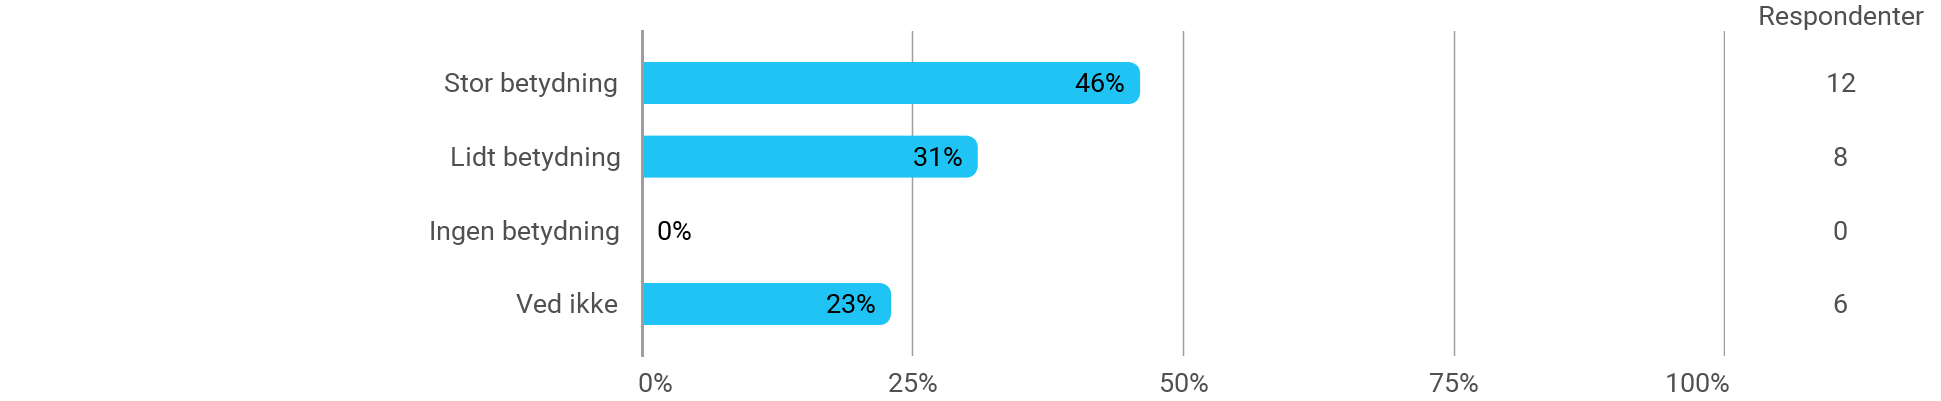 Respondenter
Stor betydning 46% 12
Lidt betydning 31% 8
Ingen betydning 0% 0
Ved ikke 23% 6
0% 25% 50% 75% 100%